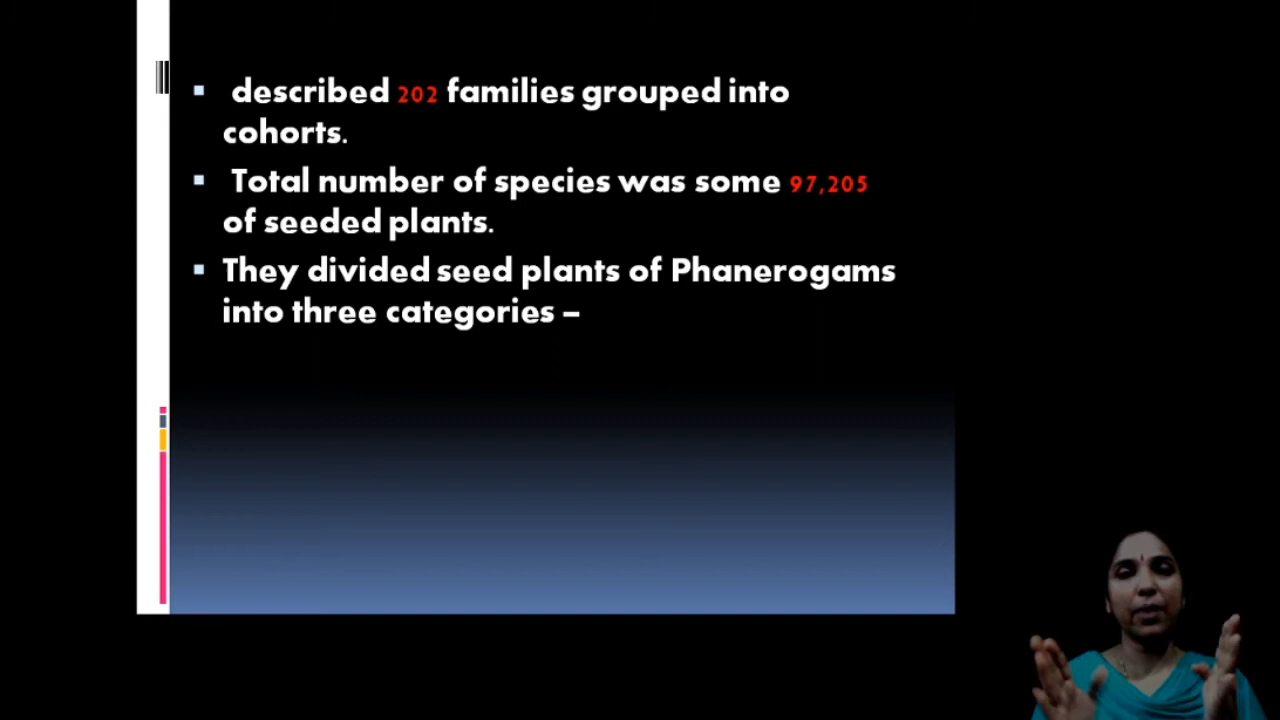 described 202 families grouped into
cohorts.
Total number of species was some 97,205
of seeded plants.
They divided seed plants of Phanerogams
into three categories –